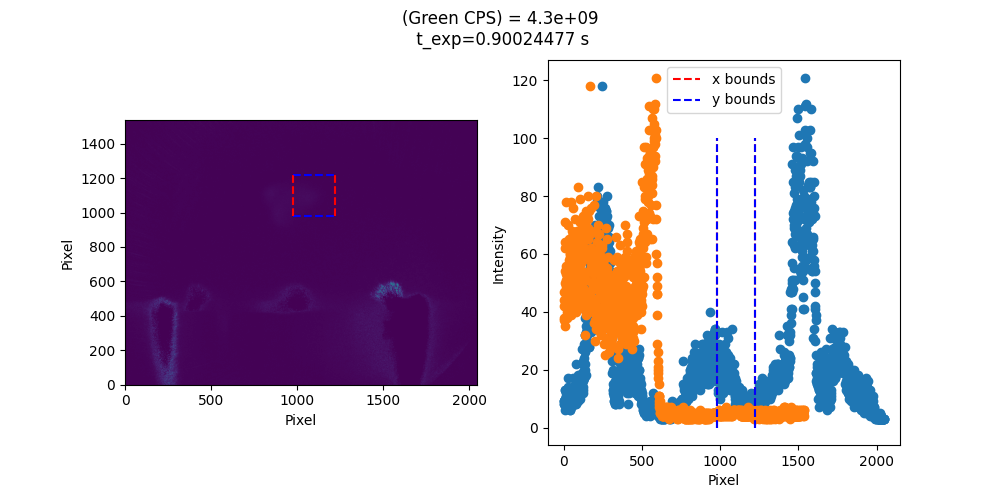 (Green CPS) = 4.3e+09
t_exp=0.90024477 s
1400
1200
1000
800
600
400
200
0
0 500 1000 1500 2000
Pixel
Pixel
120
100
80
60
40
20
0
0 500 1000 1500 2000
Pixel
Intensity
x bounds
y bounds